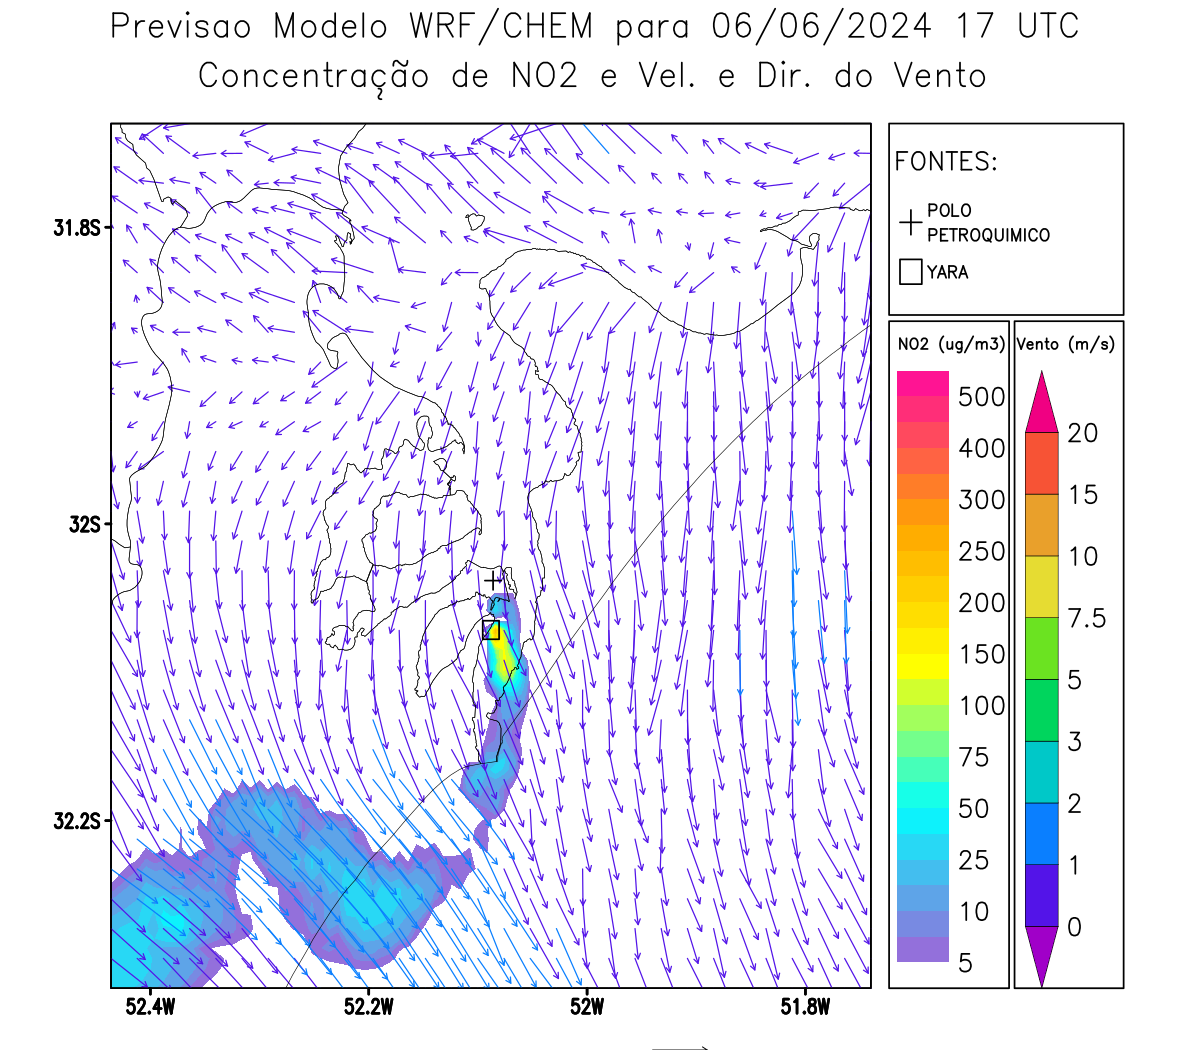 Previsao Modelo WRF/CHEM para 06/06/2024 17 UTC
Concentração de NO2 e Vel. e Dir. do Vento
FONTES:
POLO
PETROQUIMICO
YARA
31.8S
32S
32.2S
52.4W
52.2W
52W
51.8W
NO2 (ug/m3)
500
400
300
250
200
150
100
75
50
25
10
5
Vento (m/s)
20
15
10
7.5
5
3
2
1
0